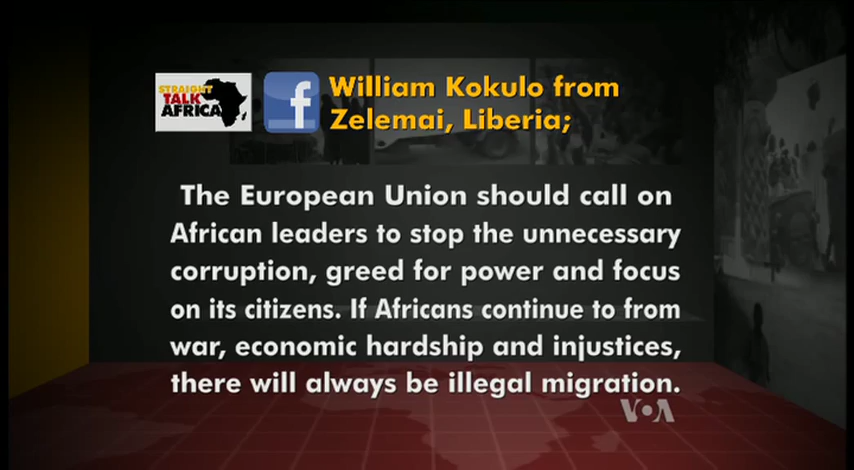 STRAIGHT
TALK
AFRICA
f
William Kokulo from
Zelemai, Liberia;
The European Union should call on
African leaders to stop the unnecessary
corruption, greed for power and focus
on its citizens. If Africans continue to from
war, economic hardship and injustices,
there will always be illegal migration.
VOA